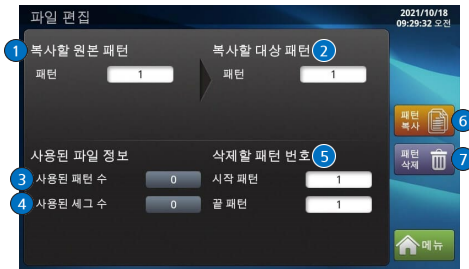 파일 편집
2021/10/18
09:29:32 오전
1 복사할 원본 패턴
복사할 대상 패턴 2
패턴 1
패턴 1
패턴
복사 6
사용된 파일 정보
삭제할 패턴 번호 5
패턴
삭제 7
3 사용된 패턴 수 0
시작 패턴 1
4 사용된 세그 수 0
끝 패턴 1
메뉴